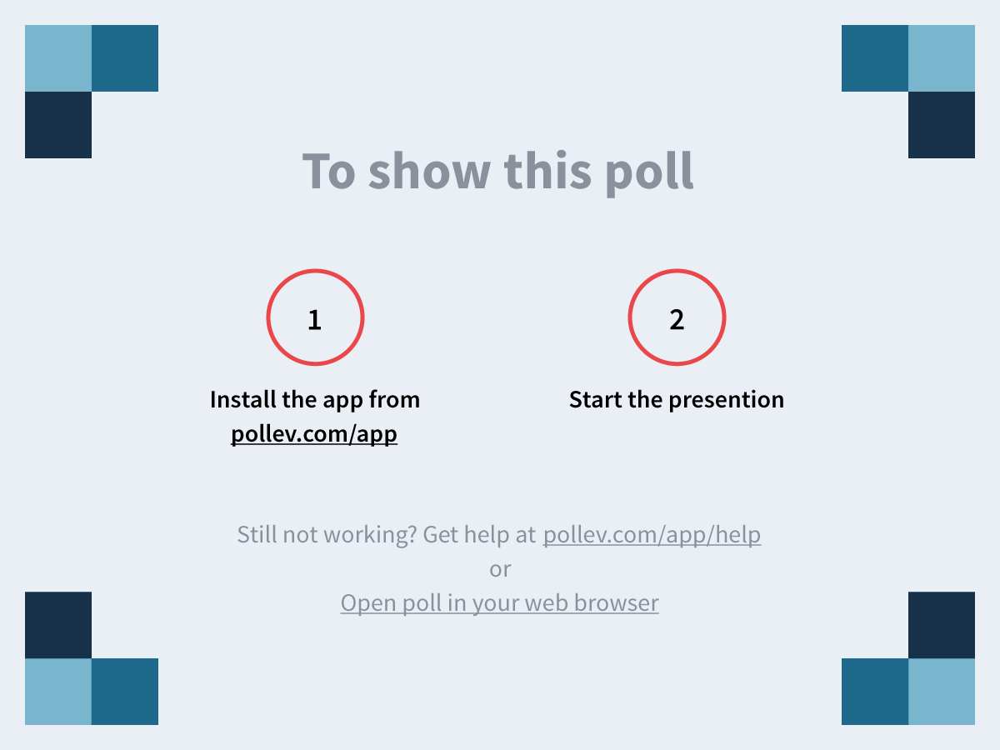 To show this poll
1
Install the app from
pollev.com/app
2
Start the presention
Still not working? Get help at pollev.com/app/help
or
Open poll in your web browser